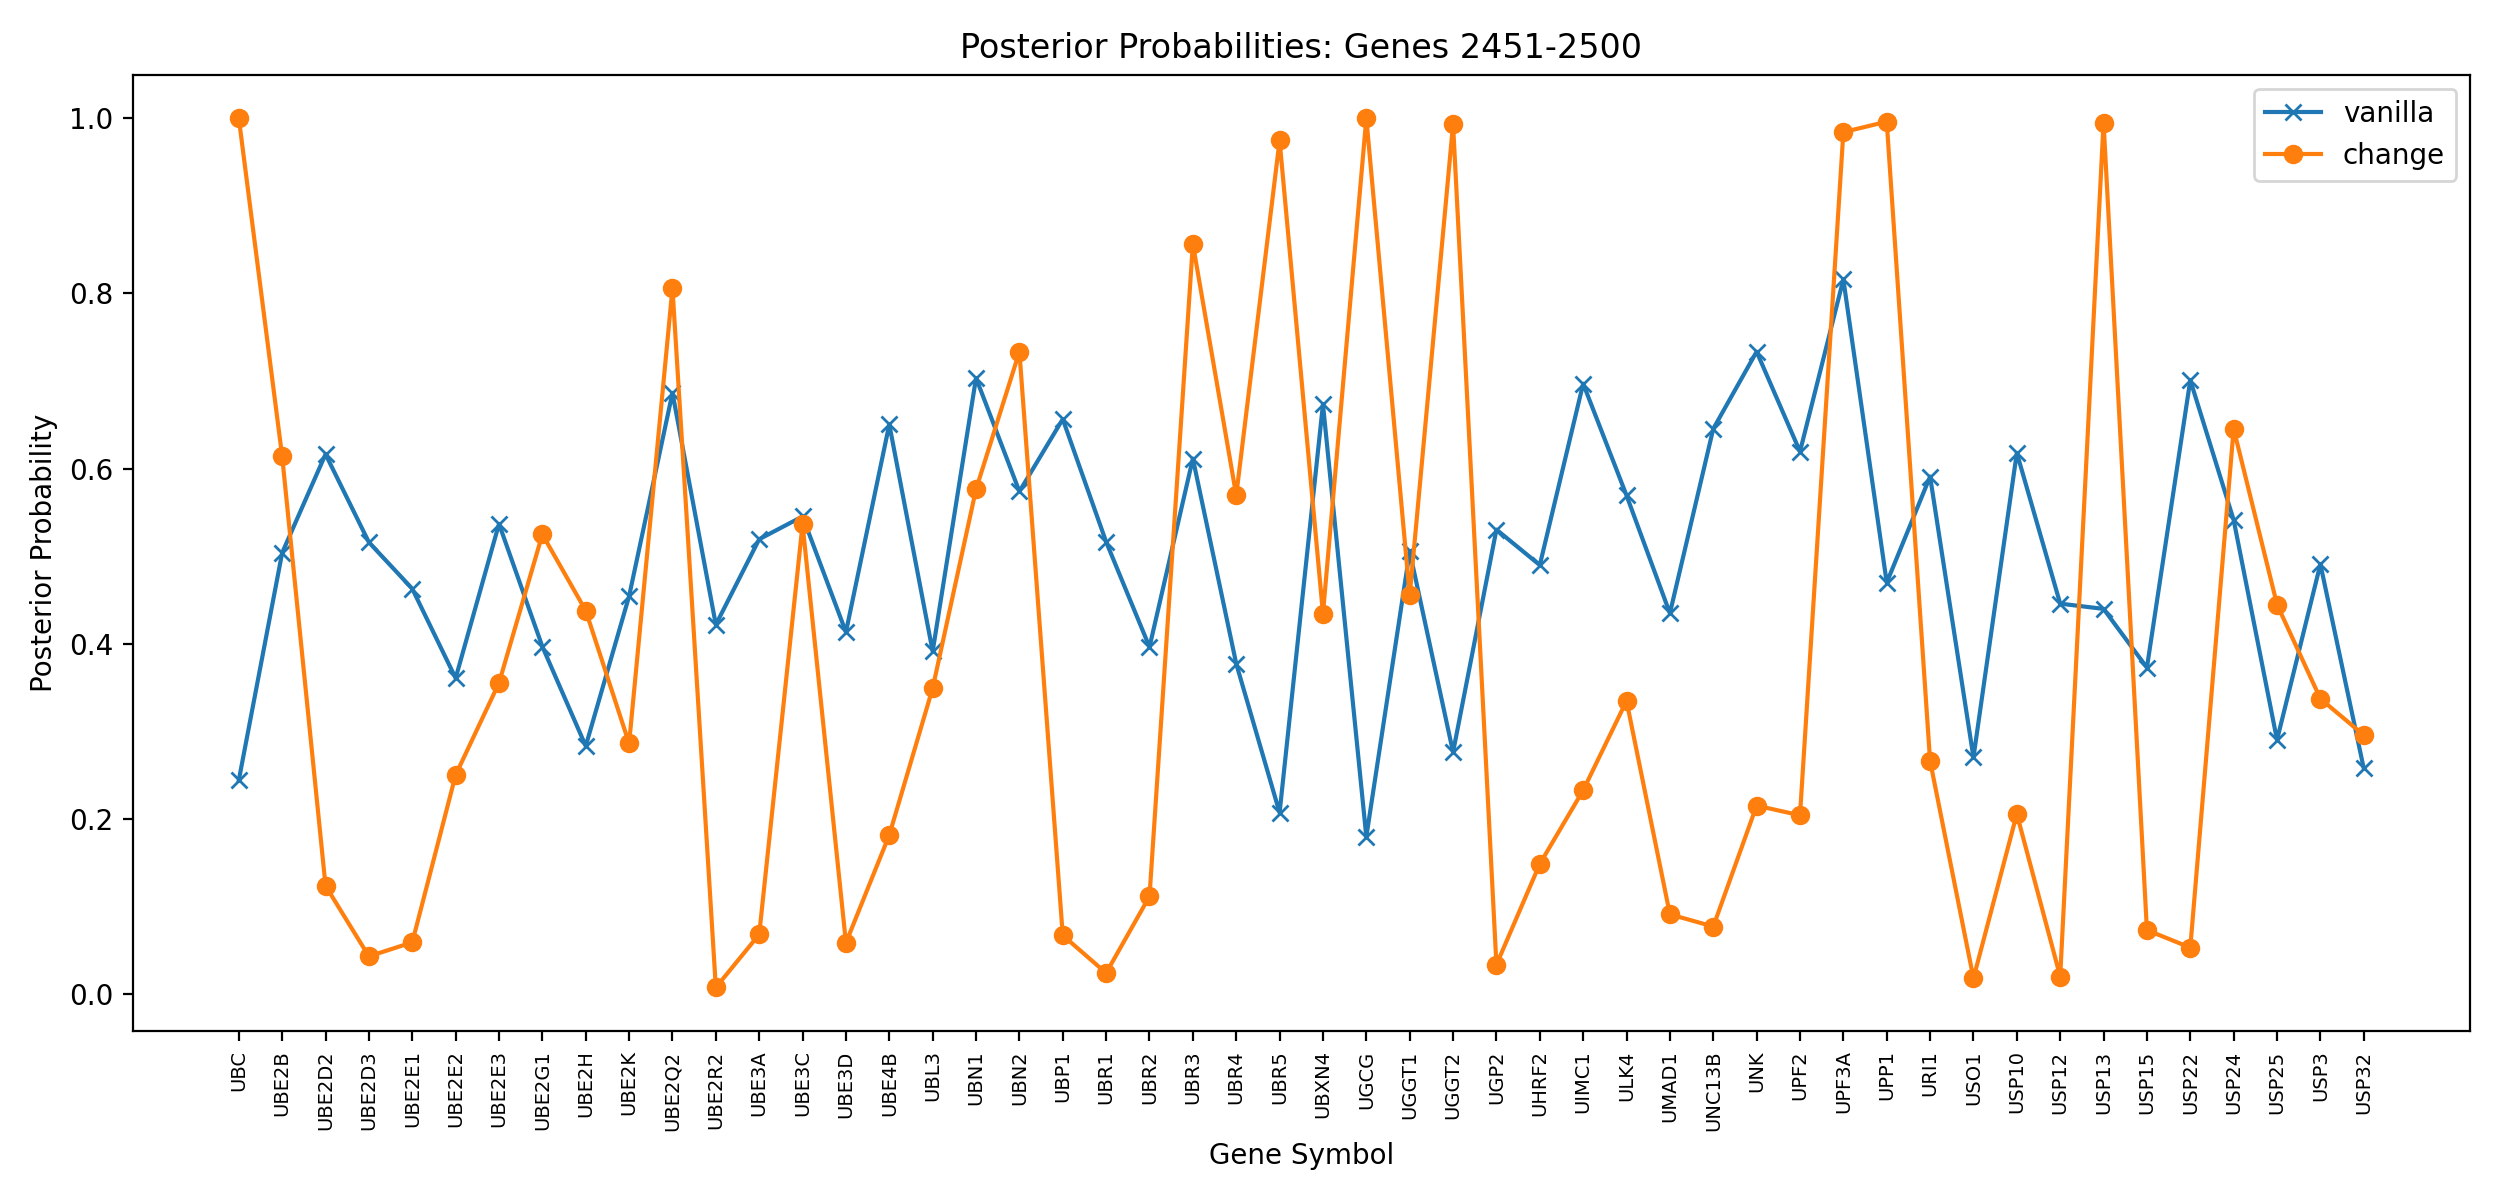 Posterior Probabilities: Genes 2451-2500
vanilla
change
Posterior Probability
1.0
0.8
0.6
0.4
0.2
0.0
UBC
UBE2B
UBE2D2
UBE2D3
UBE2E1
UBE2E2
UBE2E3
UBE2G1
UBE2H
UBE2K
UBE2Q2
UBE2R2
UBE3A
UBE3C
UBE3D
UBE4B
UBL3
UBN1
UBN2
UBP1
UBR1
UBR2
UBR3
UBR4
UBR5
UBXN4
UGCG
UGGT1
UGGT2
UGP2
UHRF2
UIMC1
ULK4
UMAD1
UNC13B
UNK
UPF2
UPF3A
UPP1
URI1
USO1
USP10
USP12
USP13
USP15
USP22
USP24
USP25
USP3
USP32
Gene Symbol